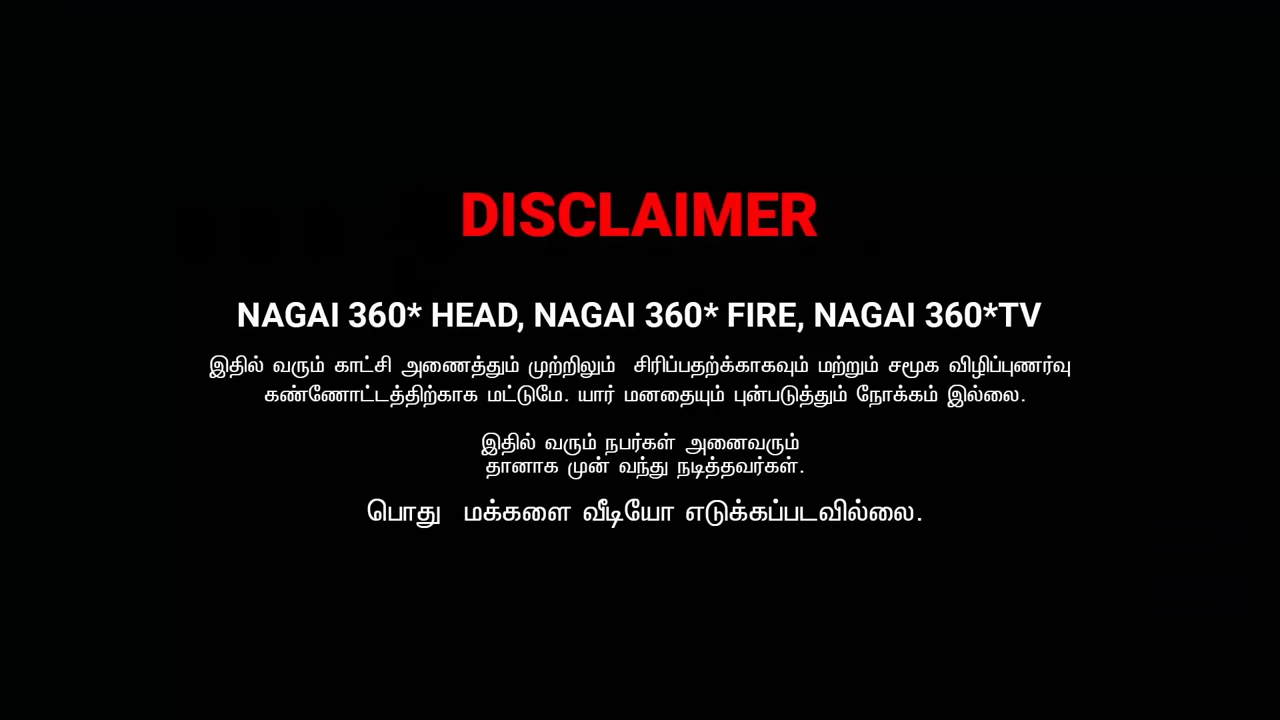 DISCLAIMER
NAGAI 360* HEAD, NAGAI 360* FIRE, NAGAI 360*TV
இதில் வரும் காட்சி அணைத்தும் முற்றிலும் சிரிப்பதற்க்காகவும் மற்றும் சமூக விழிப்புணர்வு
கண்ணோட்டத்திற்காக மட்டுமே. யார் மனதையும் புன்படுத்தும் நோக்கம் இல்லை.
இதில் வரும் நபர்கள் அனைவரும்
தானாக முன் வந்து நடித்தவர்கள்.
பொது மக்களை வீடியோ எடுக்கப்படவில்லை.